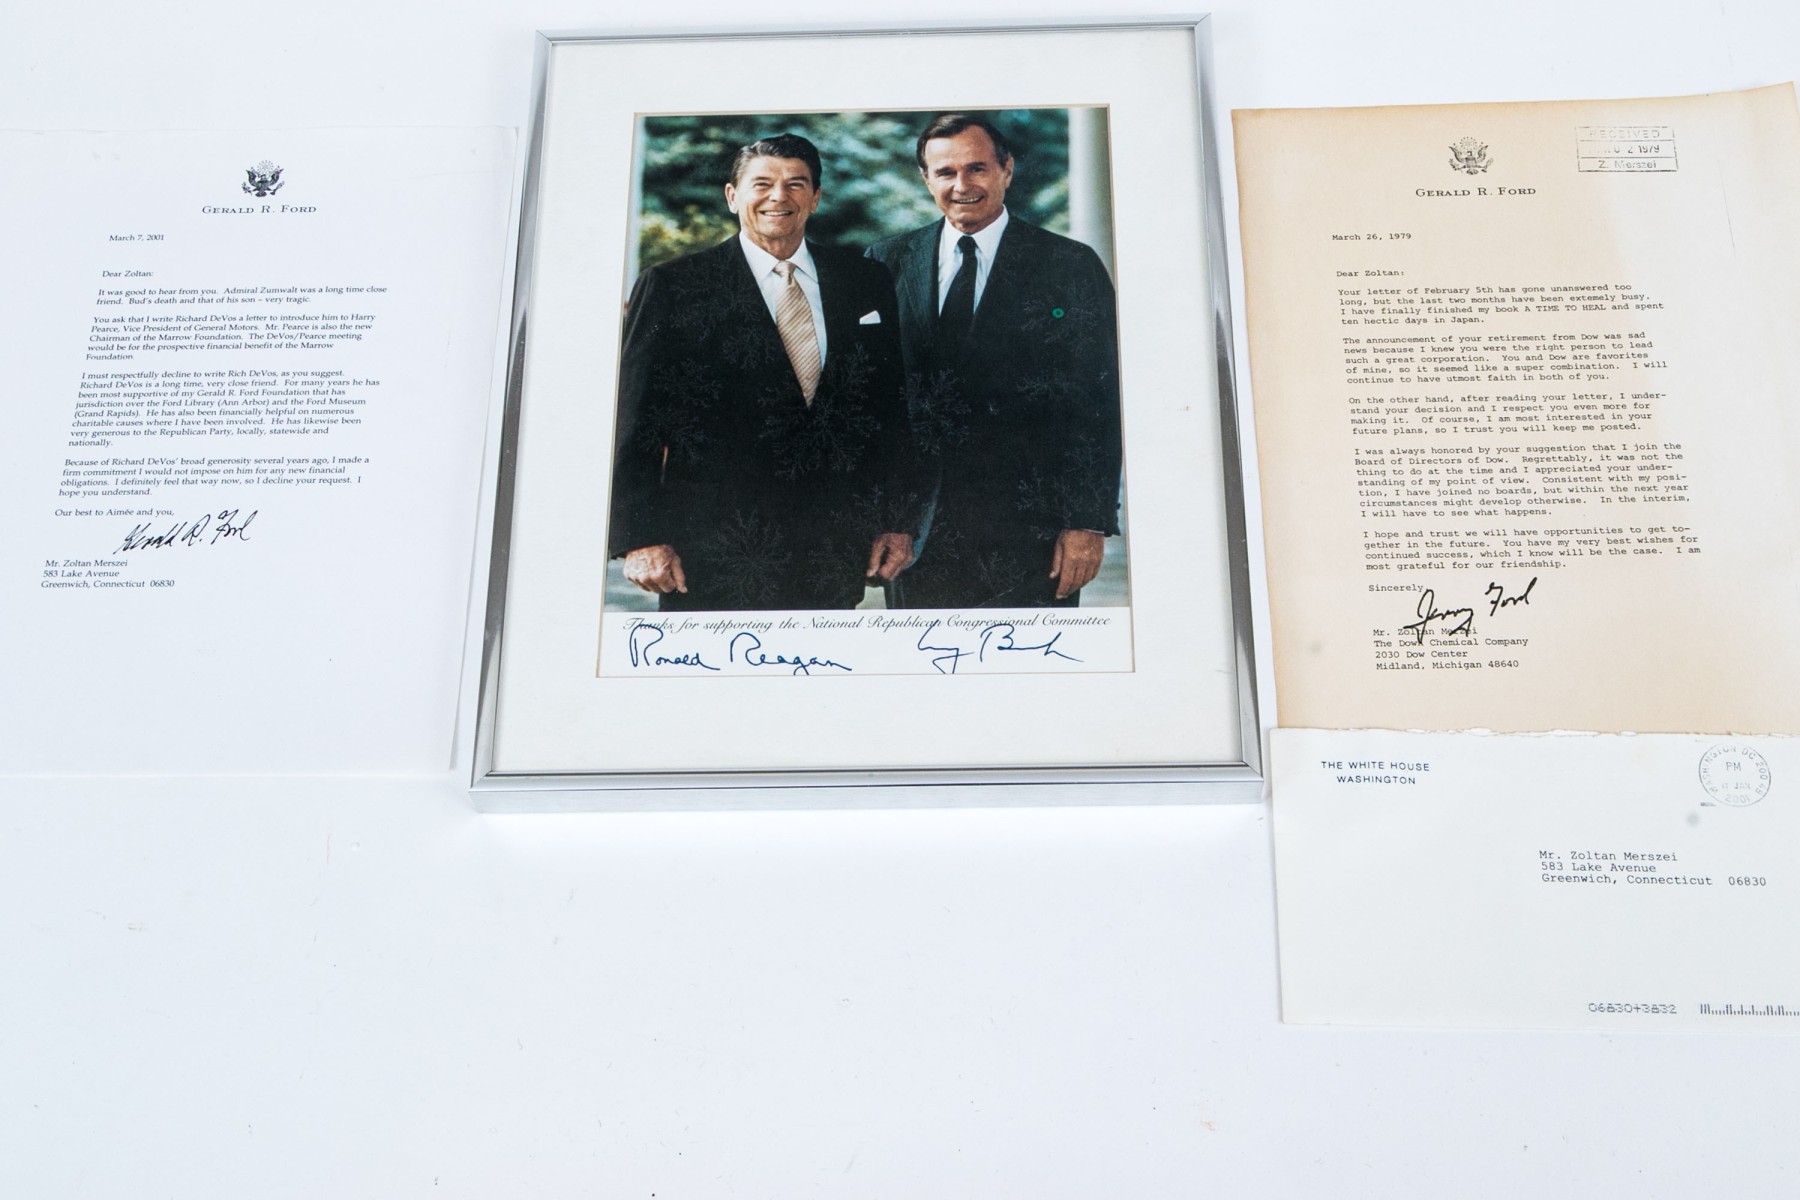 GERALD R. FORD
March 7, 2001
Dear Zoltan:
It was good to hear from you. Admiral Zumwalt was a long time close
friend. Bud's death and that of his son – very tragic.
You ask that I write Richard DeVos a letter to introduce him to Harry
Pearce, Vice President of General Motors. Mr. Pearce is also the new
Chairman of the Marrow Foundation. The DeVos/Pearce meeting
would be for the prospective financial benefit of the Marrow
Foundation.
I must respectfully decline to write Rich DeVos, as you suggest.
Richard DeVos is a long time, very close friend. For many years he has
been most supportive of my Gerald R. Ford Foundation that has
jurisdiction over the Ford Library (Ann Arbor) and the Ford Museum
(Grand Rapids). He has also been financially helpful on numerous
charitable causes where I have been involved. He has likewise been
very generous to the Republican Party, locally, statewide and
nationally.
Because of Richard DeVos' broad generosity several years ago, I made a
firm commitment I would not impose on him for any new financial
obligations. I definitely feel that way now, so I decline your request. I
hope you understand.
Our best to Aimée and you,
Gerald R. Ford
Mr. Zoltan Merszei
583 Lake Avenue
Greenwich, Connecticut 06830
Thanks for supporting the National Republican Congressional Committee
Ronald Reagan
Bush
RECEIVED
2 1979
Z. Merszei
GERALD R. FORD
March 26, 1979
Dear Zoltan:
Your letter of February 5th has gone unanswered too
long, but the last two months have been extemely busy.
I have finally finished my book A TIME TO HEAL and spent
ten hectic days in Japan.
The announcement of your retirement from Dow was sad
news because I knew you were the right person to lead
such a great corporation. You and Dow are favorites
of mine, so it seemed like a super combination. I will
continue to have utmost faith in both of you.
On the other hand, after reading your letter, I under-
stand your decision and I respect you even more for
making it. Of course, I am most interested in your
future plans, so I trust you will keep me posted.
I was always honored by your suggestion that I join the
Board of Directors of Dow. Regrettably, it was not the
thing to do at the time and I appreciated your under-
standing of my point of view. Consistent with my posi-
tion, I have joined no boards, but within the next year
circumstances might develop otherwise. In the interim,
I will have to see what happens.
I hope and trust we will have opportunities to get to-
gether in the future. You have my very best wishes for
continued success, which I know will be the case. I am
most grateful for our friendship.
Sincerely,
Jerry Ford
Mr. Zoltan Merszei
The Dow Chemical Company
2030 Dow Center
Midland, Michigan 48640
THE WHITE HOUSE
WASHINGTON
WASHINGTON DC
PM
JAN
2001
Mr. Zoltan Merszei
583 Lake Avenue
Greenwich, Connecticut 06830
06830+3832